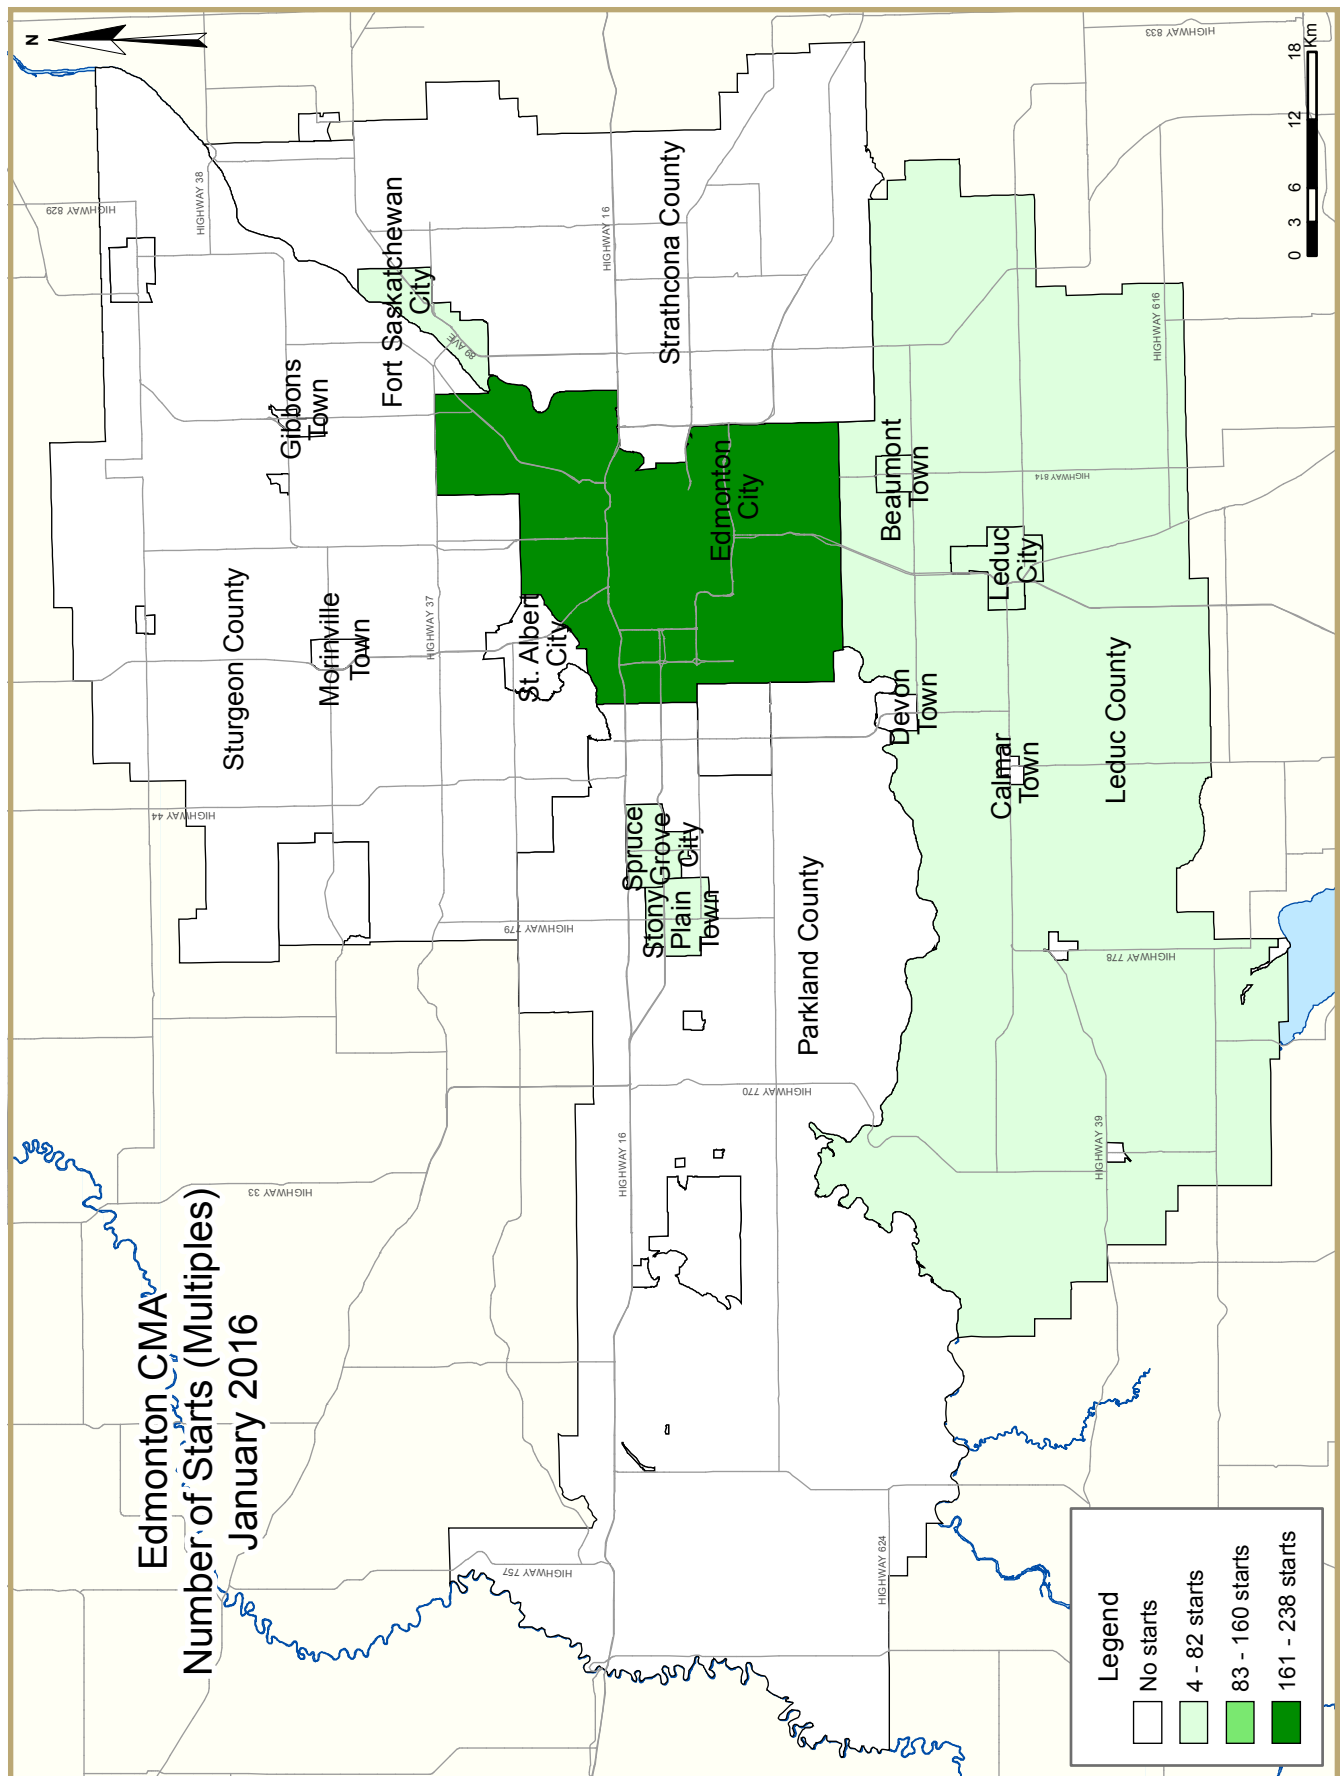 Edmonton CMA
Number of Starts (Multiples)
January 2016
N
HIGHWAY 829
HIGHWAY 38
HIGHWAY 833
Fort Saskatchewan
City
89 AVE
HIGHWAY 16
Strathcona County
Gibbons
Town
Sturgeon County
Morinville
Town
HIGHWAY 37
St. Albert
City
HIGHWAY 44
Edmonton
City
Beaumont
Town
HIGHWAY 814
HIGHWAY 616
Leduc
City
Devon
Town
Calmar
Town
Leduc County
Spruce
Grove
City
Stony
Plain
Town
HIGHWAY 779
Parkland County
HIGHWAY 778
HIGHWAY 770
HIGHWAY 39
HIGHWAY 16
HIGHWAY 33
HIGHWAY 757
HIGHWAY 624
Legend
No starts
4 - 82 starts
83 - 160 starts
161 - 238 starts
0 3 6 12 18
Km